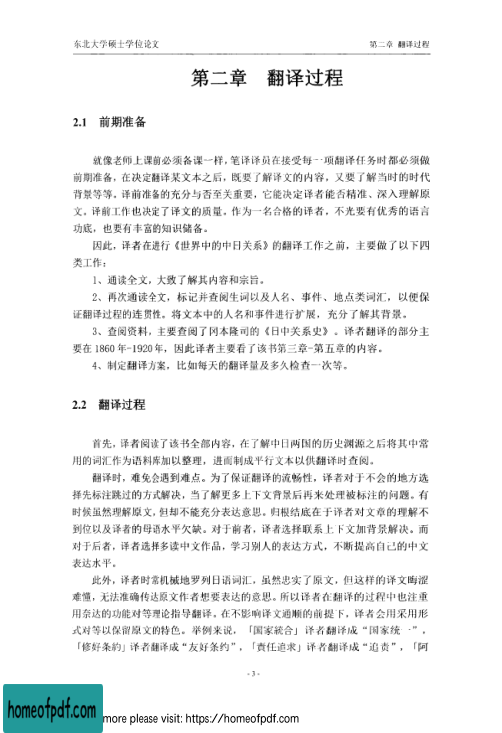 东北大学硕士学位论文 第二章 翻译过程
第二章 翻译过程
2.1 前期准备
就像老师上课前必须备课一样，笔译译员在接受每一项翻译任务时都必须做
前期准备，在决定翻译某文本之后，既要了解译文的内容，又要了解当时的时代
背景等等。译前准备的充分与否至关重要，它能决定译者能否精准、深入理解原
文。译前工作也决定了译文的质量。作为一名合格的译者，不光要有优秀的语言
功底，也要有丰富的知识储备。
因此，译者在进行《世界中的中日关系》的翻译工作之前，主要做了以下四
类工作：
1、通读全文，大致了解其内容和宗旨。
2、再次通读全文，标记并查阅生词以及人名、事件、地点类词汇，以便保
证翻译过程的连贯性。将文本中的人名和事件进行扩展，充分了解其背景。
3、查阅资料，主要查阅了冈本隆司的《日中关系史》。译者翻译的部分主
要在 1860 年-1920 年，因此译者主要看了该书第三章-第五章的内容。
4、制定翻译方案，比如每天的翻译量及多久检查一次等。
2.2 翻译过程
首先，译者阅读了该书全部内容，在了解中日两国的历史渊源之后将其中常
用的词汇作为语料库加以整理，进而制成平行文本以供翻译时查阅。
翻译时，难免会遇到难点。为了保证翻译的流畅性，译者对于不会的地方选
择先标注跳过的方式解决，当了解更多上下文背景后再来处理被标注的问题。有
时候虽然理解原文，但却不能充分表达意思。归根结底在于译者对文章的理解不
到位以及译者的母语水平欠缺。对于前者，译者选择联系上下文加背景解决。而
对于后者，译者选择多读中文作品，学习别人的表达方式，不断提高自己的中文
表达水平。
此外，译者时常机械地罗列日语词汇，虽然忠实了原文，但这样的译文晦涩
难懂，无法准确传达原文作者想要表达的意思。所以译者在翻译的过程中也注重
用奈达的功能对等理论指导翻译。在不影响译文通顺的前提下，译者会用采用形
式对等以保留原文的特色。举例来说，「国家統合」译者翻译成“国家统一”，
「修好条約」译者翻译成“友好条约”，「責任追求」译者翻译成“追责”，「阿
- 3 -
homeofpdf.com
more please visit: https://homeofpdf.com